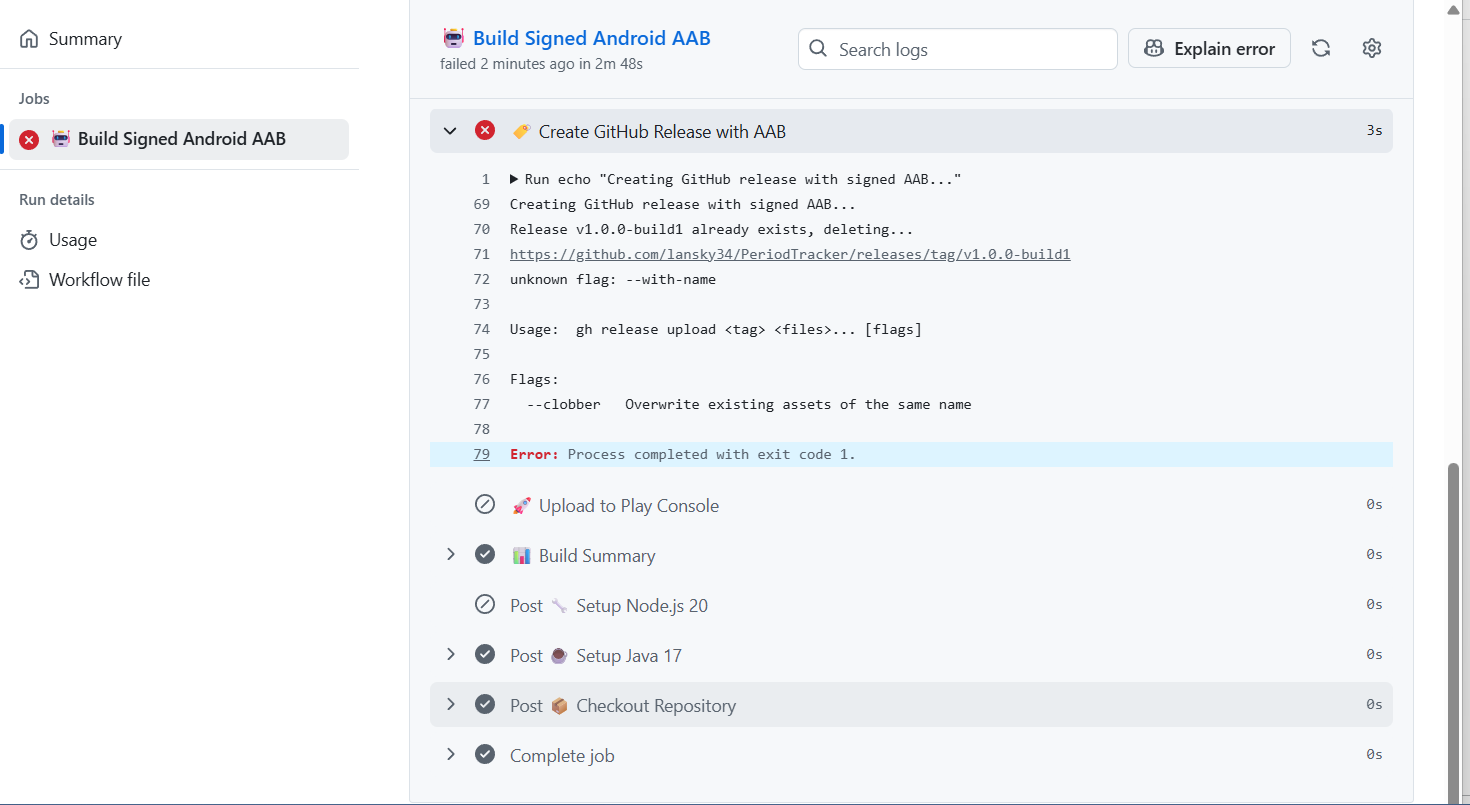 Summary
Jobs
Build Signed Android AAB
Run details
Usage
Workflow file
Build Signed Android AAB
failed 2 minutes ago in 2m 48s
Search logs
Explain error
Create GitHub Release with AAB 3s
1 Run echo "Creating GitHub release with signed AAB..."
69 Creating GitHub release with signed AAB...
70 Release v1.0.0-build1 already exists, deleting...
71 https://github.com/lansky34/PeriodTracker/releases/tag/v1.0.0-build1
72 unknown flag: --with-name
73
74 Usage:  gh release upload <tag> <files>... [flags]
75
76 Flags:
77   --clobber   Overwrite existing assets of the same name
78
79 Error: Process completed with exit code 1.
Upload to Play Console 0s
Build Summary 0s
Post Setup Node.js 20 0s
Post Setup Java 17 0s
Post Checkout Repository 0s
Complete job 0s